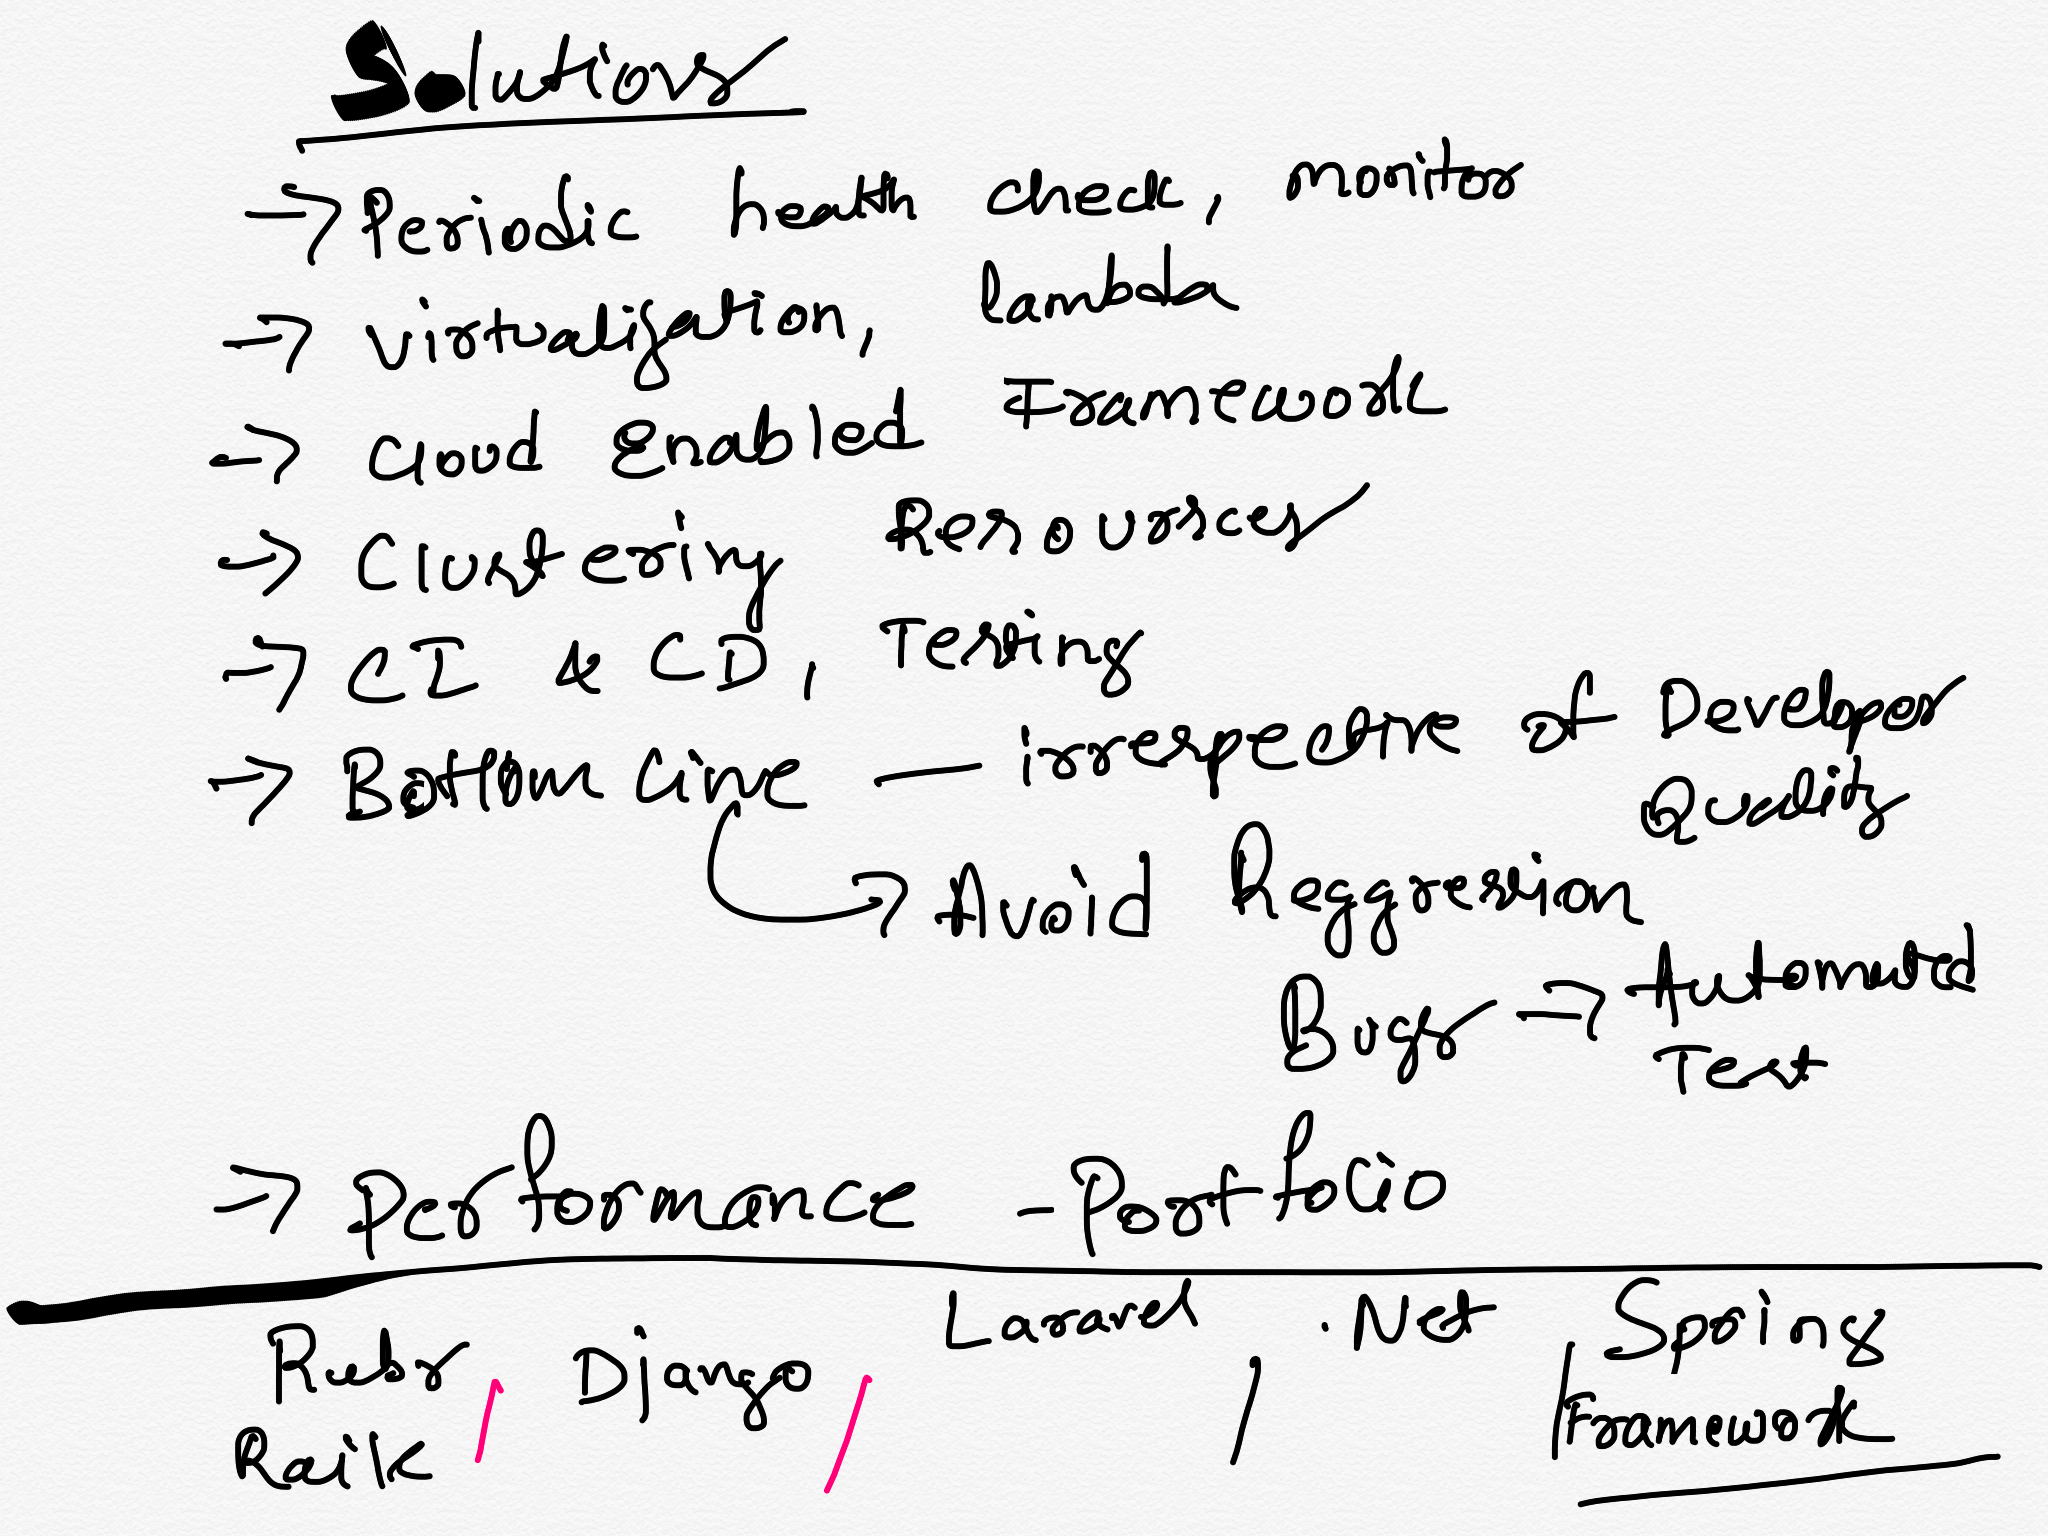 Solutions
→ Periodic health check, monitor
→ virtualization, lambda
→ Cloud Enabled Framework
→ Clustering Resources
→ CI & CD, Testing
→ Bottom Line — irrespective of Developer
Quality
→ Avoid Reggression
Bugs → Automated
Test
→ Performance - Portfolio
Ruby / Django / Laravel / .Net / Spring
Framework